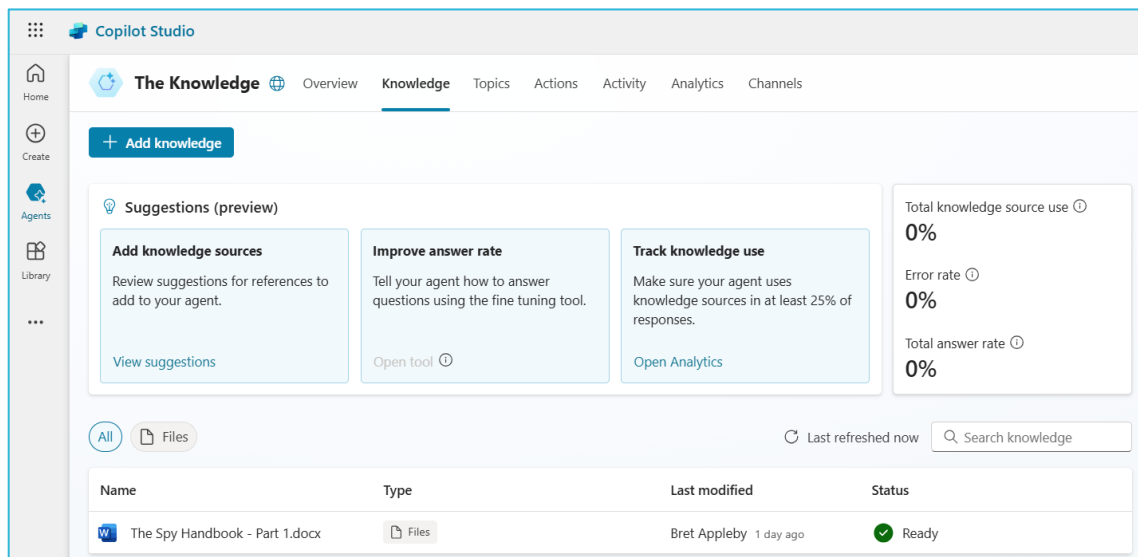 Copilot Studio
Home
Create
Agents
Library
The Knowledge Overview Knowledge Topics Actions Activity Analytics Channels
+ Add knowledge
Suggestions (preview)
Add knowledge sources
Review suggestions for references to
add to your agent.
View suggestions
Improve answer rate
Tell your agent how to answer
questions using the fine tuning tool.
Open tool
Track knowledge use
Make sure your agent uses
knowledge sources in at least 25% of
responses.
Open Analytics
Total knowledge source use
0%
Error rate
0%
Total answer rate
0%
All Files Last refreshed now Search knowledge
Name Type Last modified Status
The Spy Handbook - Part 1.docx Files Bret Appleby 1 day ago Ready